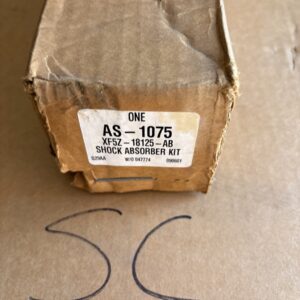 ONE
AS-1075
XF5Z-18125-AB
SHOCK ABSORBER KIT
W/O 947774
SC